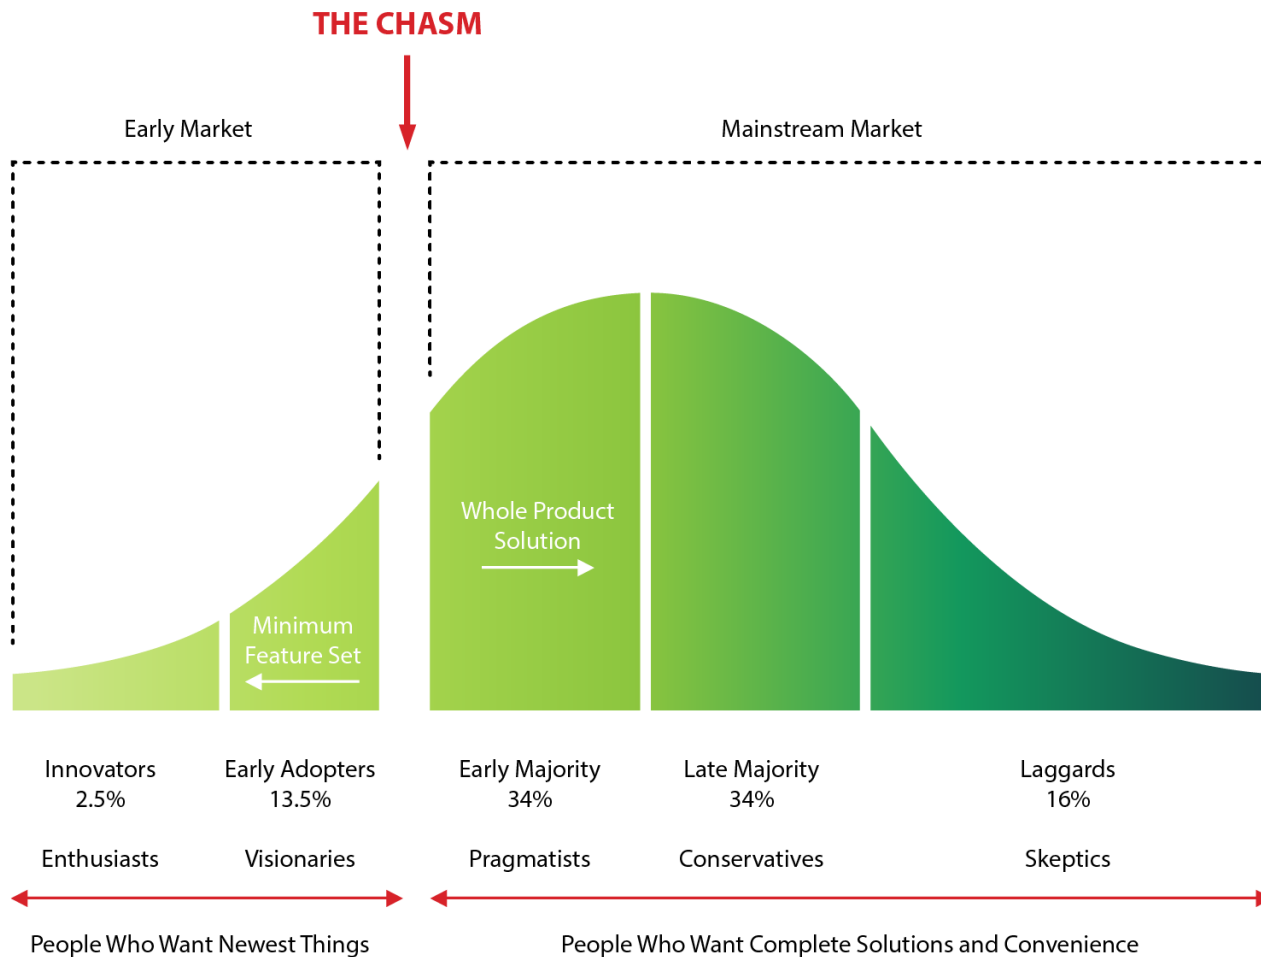 THE CHASM
Early Market
Mainstream Market
Whole Product
Solution
Minimum
Feature Set
Innovators
2.5%
Early Adopters
13.5%
Early Majority
34%
Late Majority
34%
Laggards
16%
Enthusiasts
Visionaries
Pragmatists
Conservatives
Skeptics
People Who Want Newest Things
People Who Want Complete Solutions and Convenience